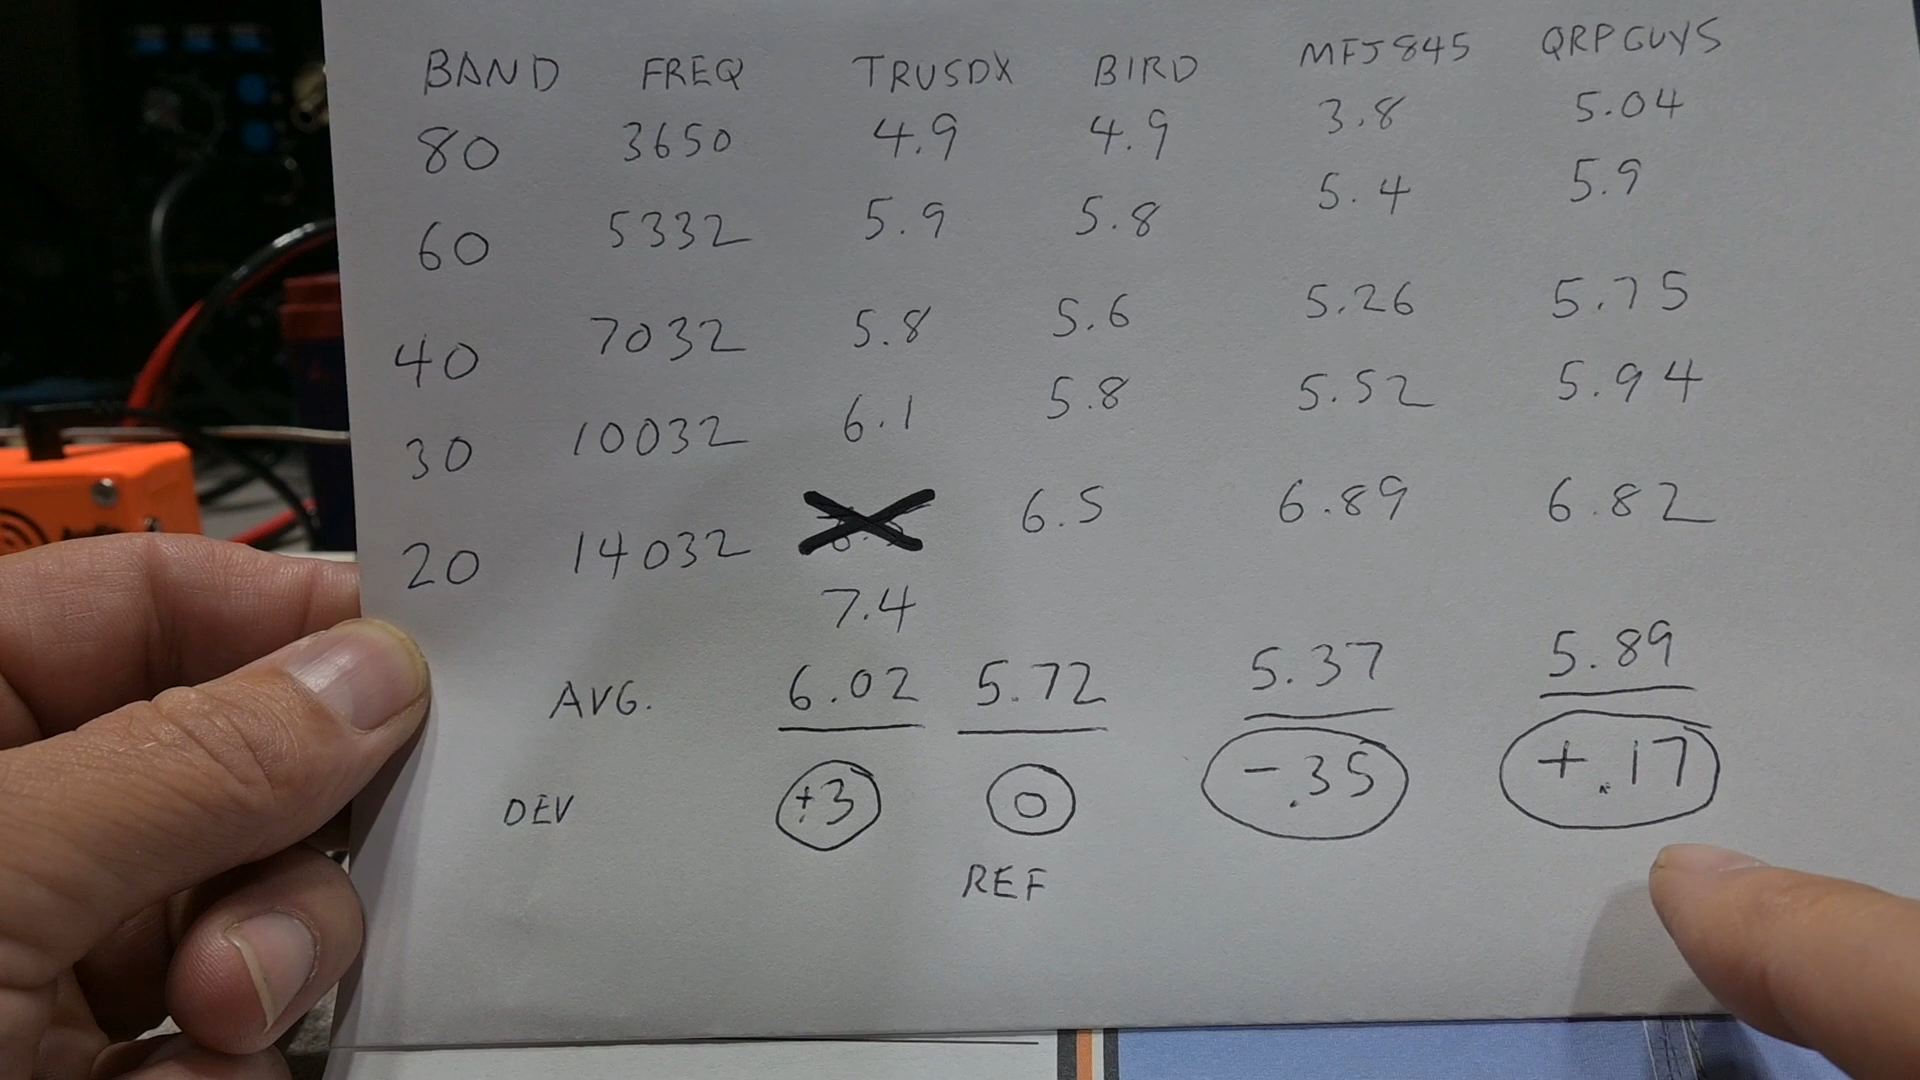 BAND FREQ TRUSDX BIRD MFJ845 QRPGUYS
80 3650 4.9 4.9 3.8 5.04
60 5332 5.9 5.8 5.4 5.9
40 7032 5.8 5.6 5.26 5.75
30 10032 6.1 5.8 5.52 5.94
20 14032 6.5 6.89 6.82
7.4
AVG. 6.02 5.72 5.37 5.89
DEV +.3 0 -.35 +.17
REF